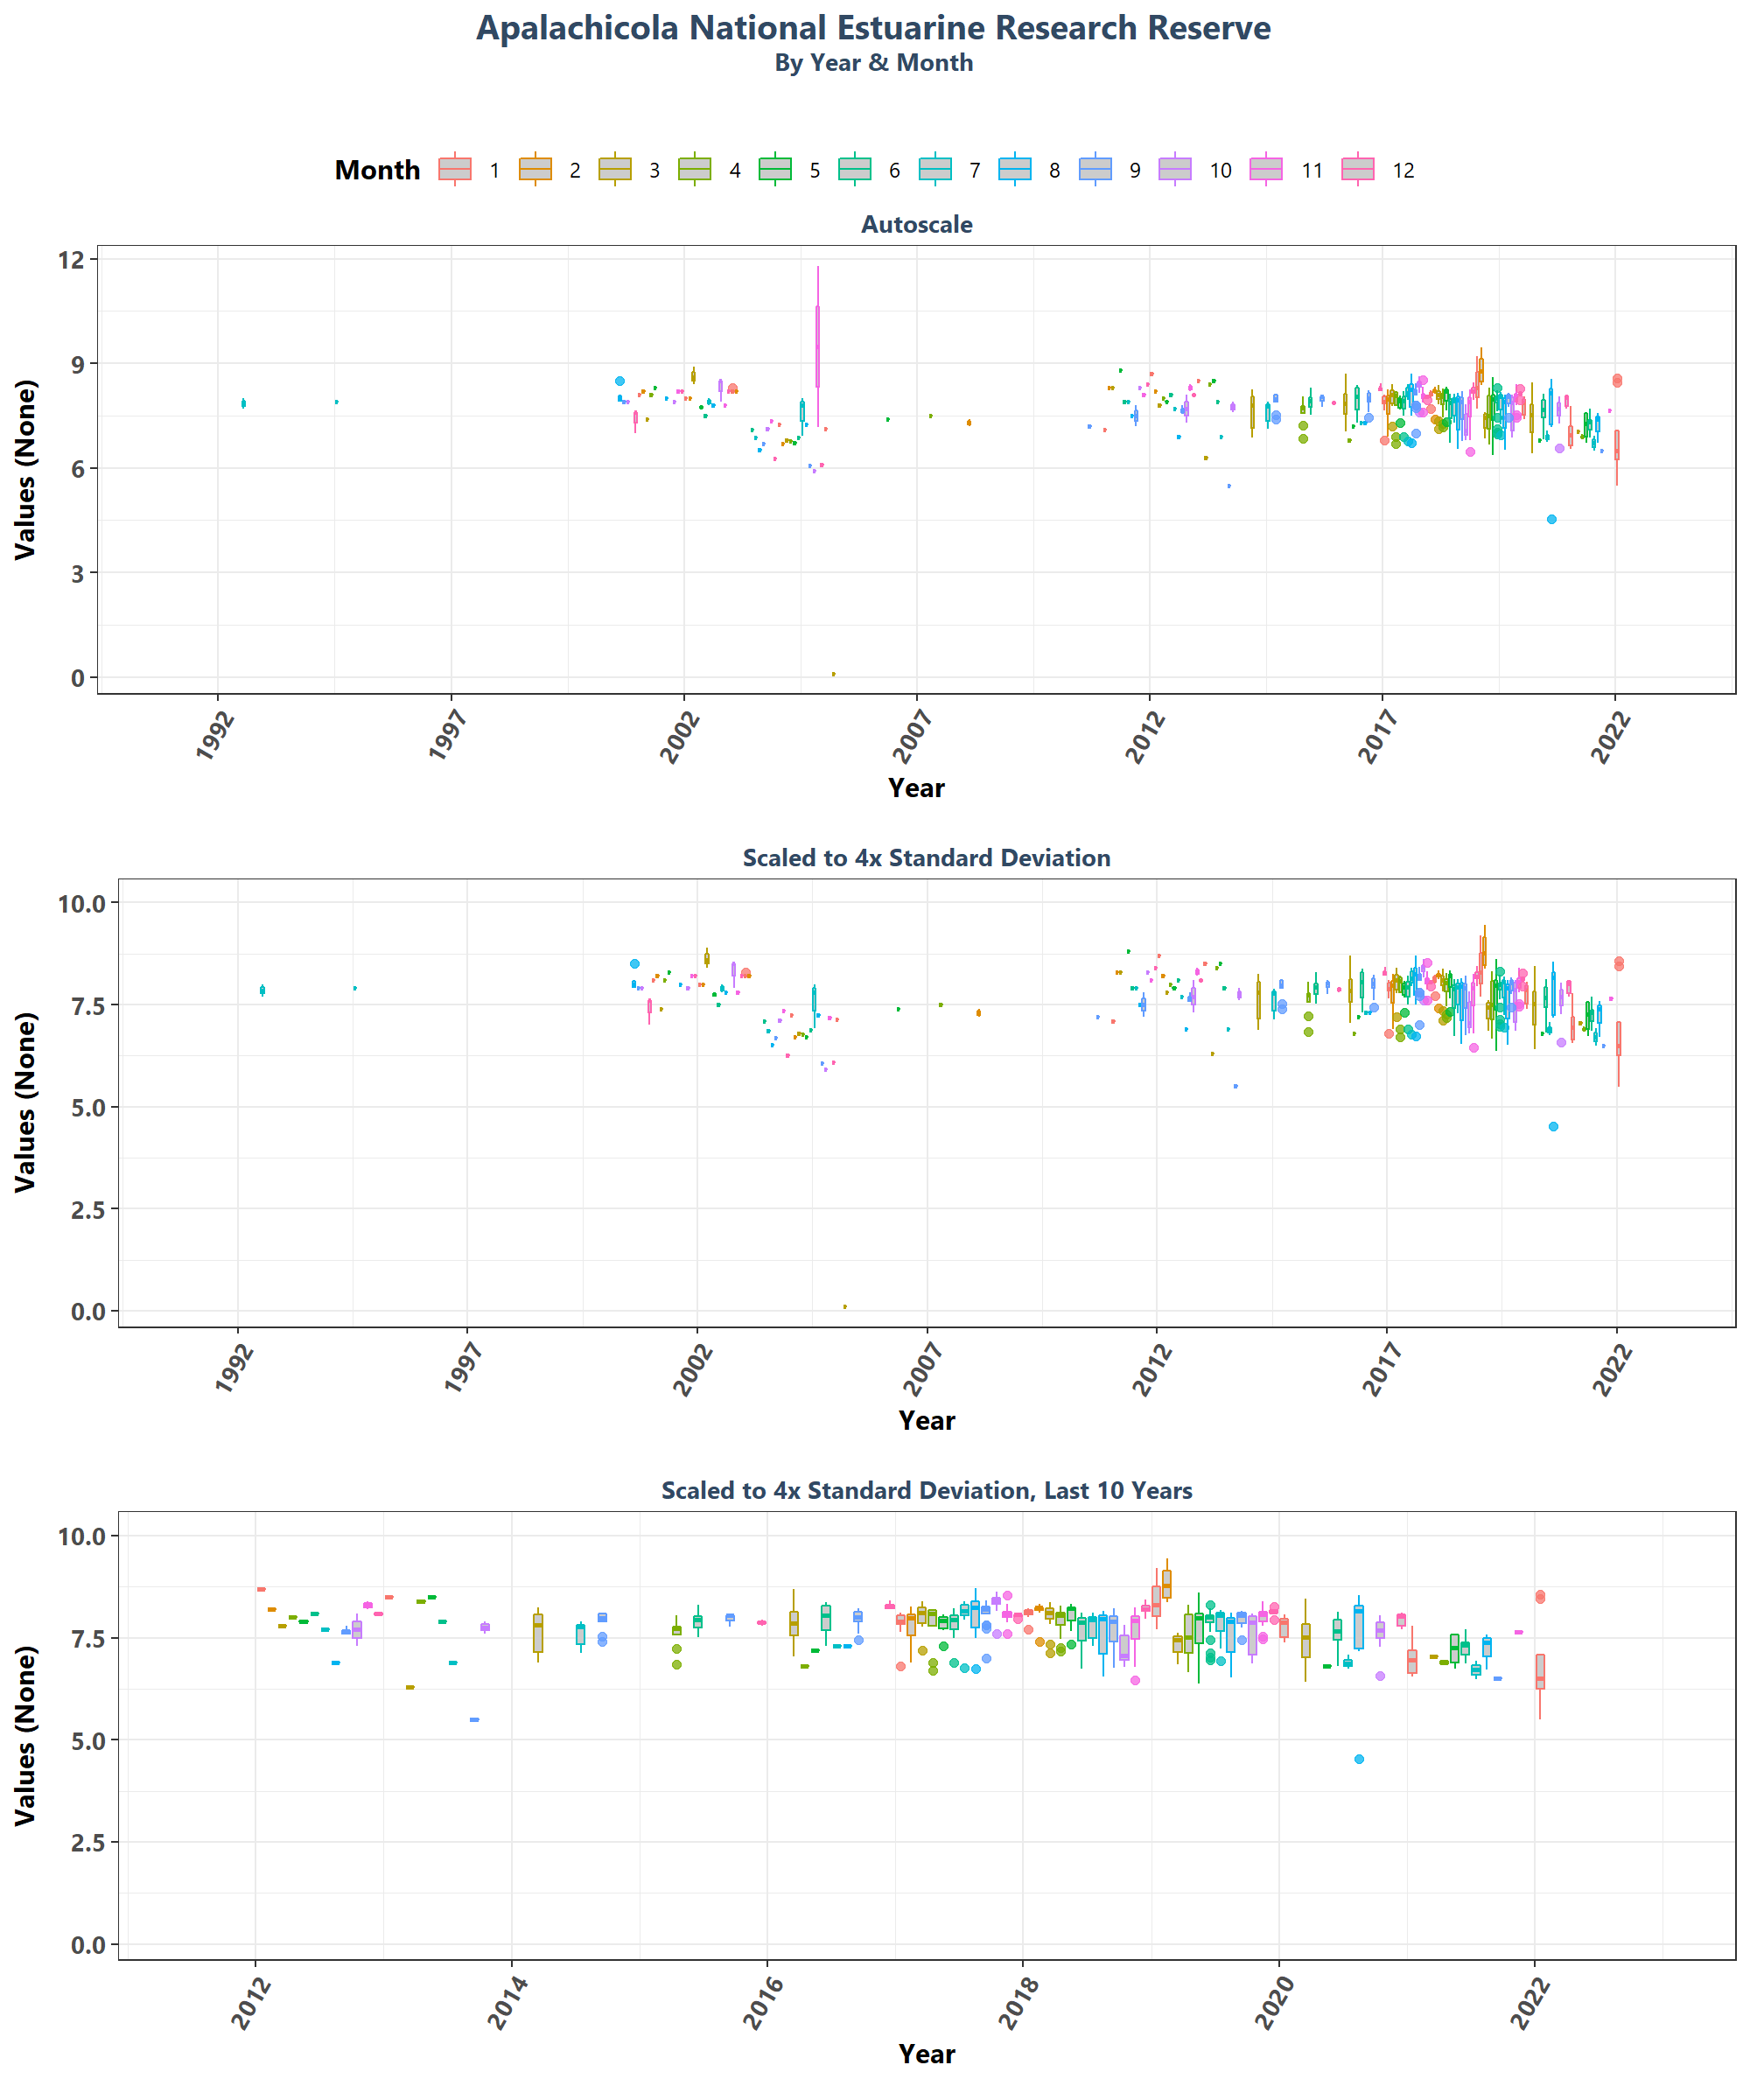 Apalachicola National Estuarine Research Reserve
By Year & Month
Month 1 2 3 4 5 6 7 8 9 10 11 12
Autoscale
Values (None)
12
9
6
3
0
1992 1997 2002 2007 2012 2017 2022
Year
Scaled to 4x Standard Deviation
Values (None)
10.0
7.5
5.0
2.5
0.0
1992 1997 2002 2007 2012 2017 2022
Year
Scaled to 4x Standard Deviation, Last 10 Years
Values (None)
10.0
7.5
5.0
2.5
0.0
2012 2014 2016 2018 2020 2022
Year